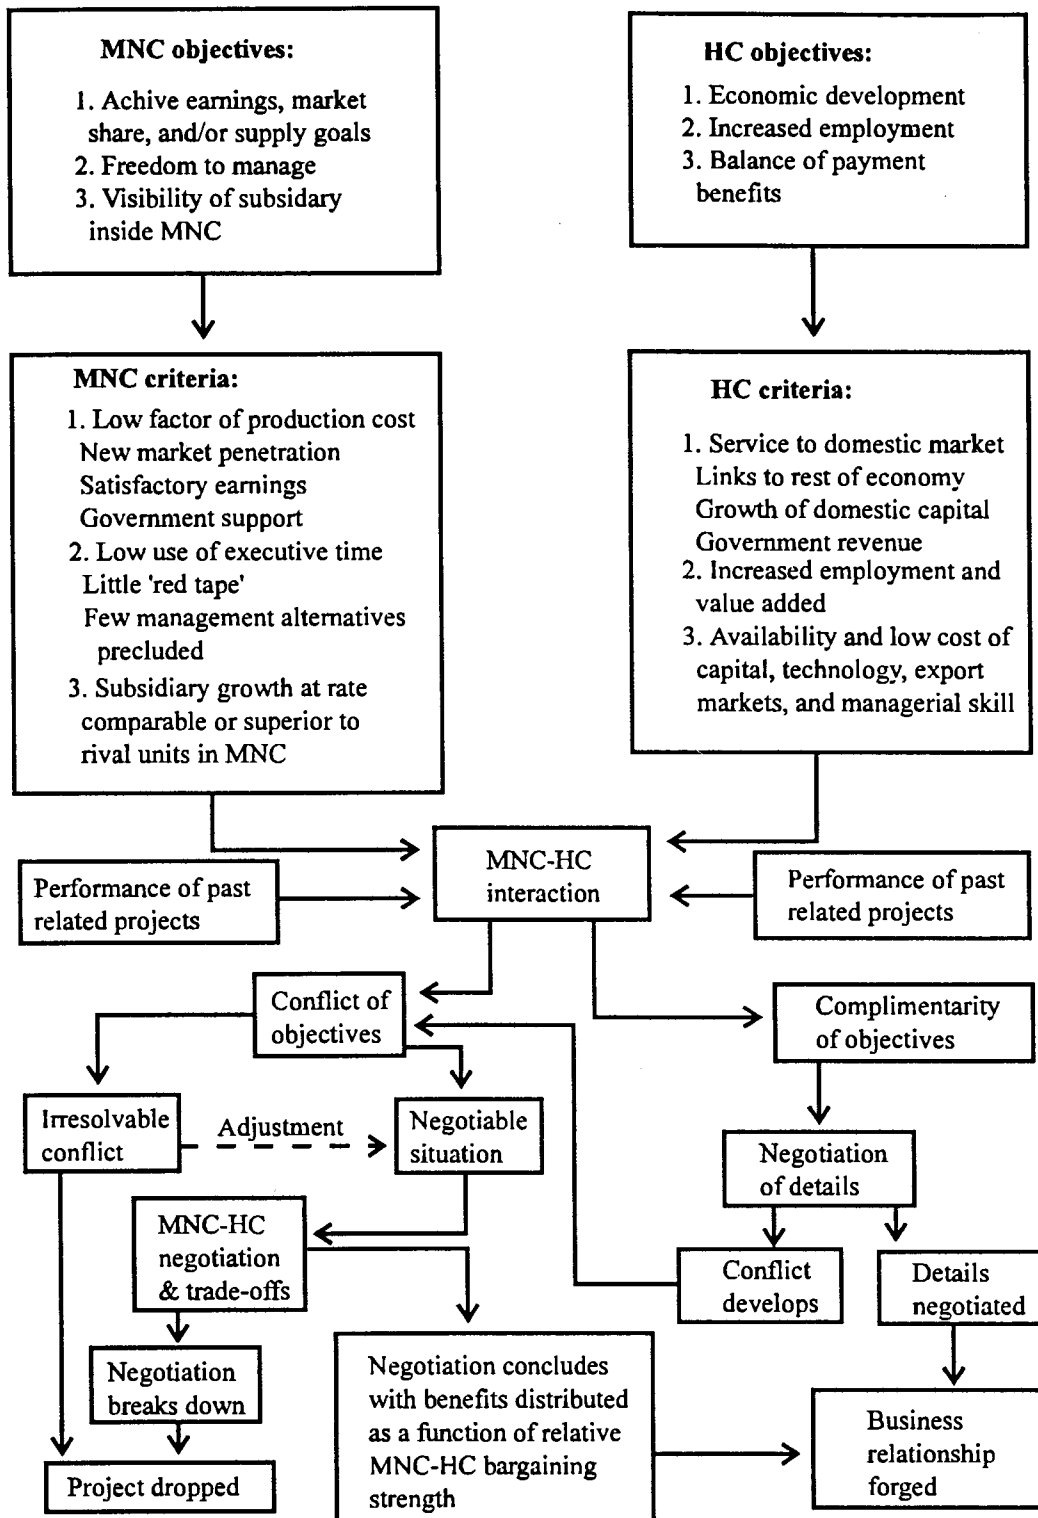 MNC objectives:
1. Achive earnings, market
share, and/or supply goals
2. Freedom to manage
3. Visibility of subsidary
inside MNC
HC objectives:
1. Economic development
2. Increased employment
3. Balance of payment
benefits
MNC criteria:
1. Low factor of production cost
New market penetration
Satisfactory earnings
Government support
2. Low use of executive time
Little 'red tape'
Few management alternatives
precluded
3. Subsidiary growth at rate
comparable or superior to
rival units in MNC
HC criteria:
1. Service to domestic market
Links to rest of economy
Growth of domestic capital
Government revenue
2. Increased employment and
value added
3. Availability and low cost of
capital, technology, export
markets, and managerial skill
MNC-HC
interaction
Performance of past
related projects
Performance of past
related projects
Conflict of
objectives
Complimentarity
of objectives
Irresolvable
conflict
Adjustment
Negotiable
situation
Negotiation
of details
MNC-HC
negotiation
& trade-offs
Conflict
develops
Details
negotiated
Negotiation
breaks down
Negotiation concludes
with benefits distributed
as a function of relative
MNC-HC bargaining
strength
Business
relationship
forged
Project dropped